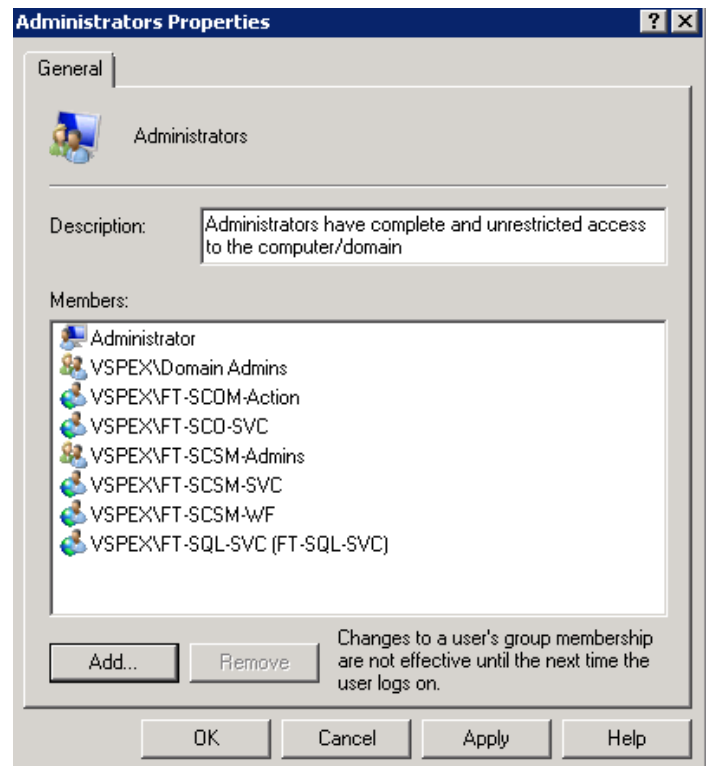 Administrators Properties
? X
General
Administrators
Description:
Administrators have complete and unrestricted access
to the computer/domain
Members:
Administrator
VSPEX\Domain Admins
VSPEX\FT-SCOM-Action
VSPEX\FT-SCO-SVC
VSPEX\FT-SCSM-Admins
VSPEX\FT-SCSM-SVC
VSPEX\FT-SCSM-WF
VSPEX\FT-SQL-SVC (FT-SQL-SVC)
Add...
Remove
Changes to a user's group membership
are not effective until the next time the
user logs on.
OK
Cancel
Apply
Help